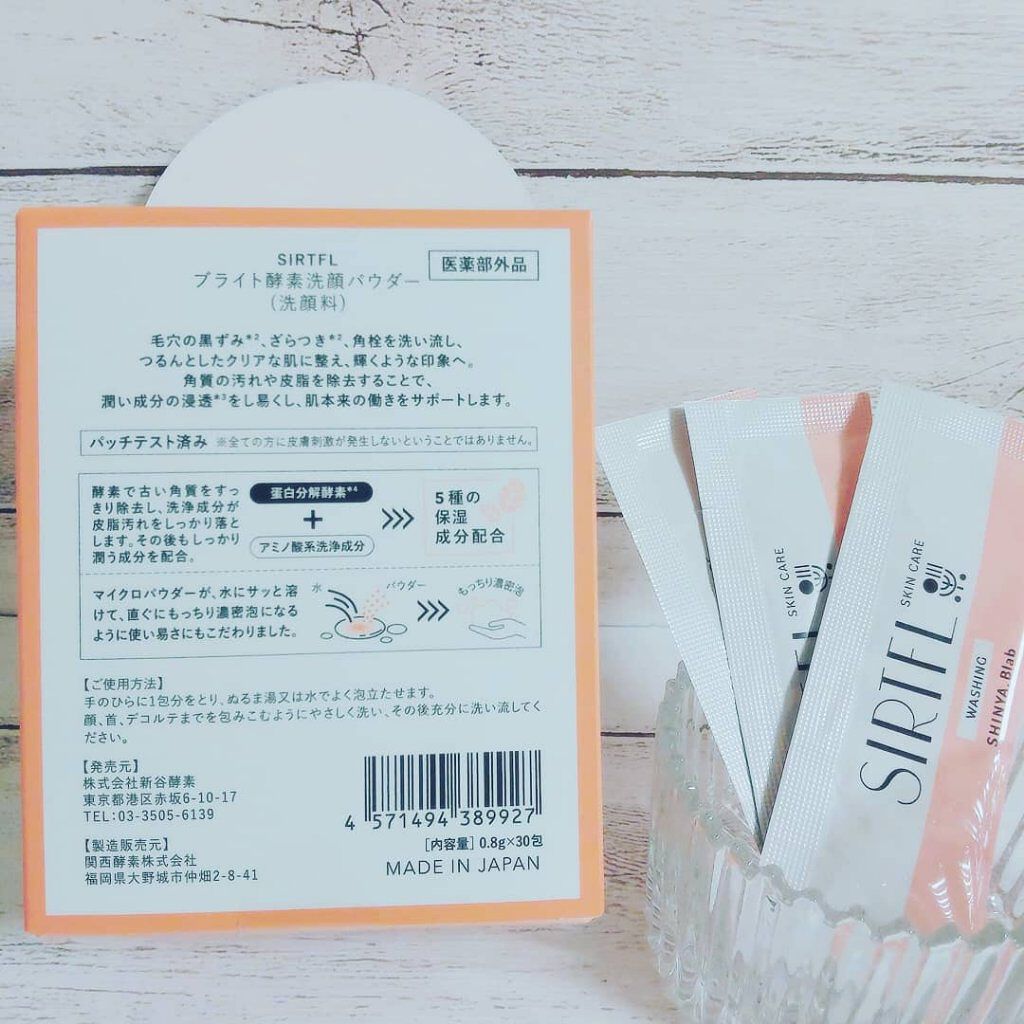 SIRTFL
ブライト酵素洗顔パウダー
（洗顔料）
医薬部外品
毛穴の黒ずみ*²、ざらつき*²、角栓を洗い流し、
つるんとしたクリアな肌に整え、輝くような印象へ。
角質の汚れや皮脂を除去することで、
潤い成分の浸透*³をし易くし、肌本来の働きをサポートします。
パッチテスト済み ※全ての方に皮膚刺激が発生しないということではありません。
酵素で古い角質をすっ
きり除去し、洗浄成分が
皮脂汚れをしっかり落と
します。その後もしっかり
潤う成分を配合。
蛋白分解酵素*⁴
+
アミノ酸系洗浄成分
5種の
保湿
成分配合
マイクロパウダーが、水にサッと溶
けて、直ぐにもっちり濃密泡になる
ように使い易さにもこだわりました。
水
パウダー
もっちり濃密泡
【ご使用方法】
手のひらに1包分をとり、ぬるま湯又は水でよく泡立たせます。
顔、首、デコルテまでを包みこむようにやさしく洗い、その後充分に洗い流してく
ださい。
【発売元】
株式会社新谷酵素
東京都港区赤坂6-10-17
TEL:03-3505-6139
【製造販売元】
関西酵素株式会社
福岡県大野城市仲畑2-8-41
4 571494 389927
［内容量］0.8g×30包
MADE IN JAPAN
SKIN CARE
SIRTFL
SKIN CARE
WASHING
SHINYA.Blab